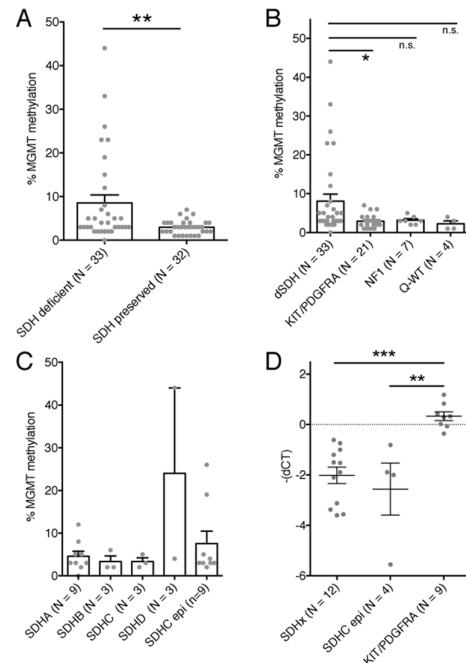 A
**
% MGMT methylation
50
40
30
20
10
0
SDH deficient (N = 33)
SDH preserved (N = 32)
B
n.s.
n.s.
*
% MGMT methylation
50
40
30
20
10
0
dSDH (N = 33)
KIT/PDGFRA (N = 21)
NF1 (N = 7)
Q-WT (N = 4)
C
% MGMT methylation
50
40
30
20
10
0
SDHA (N = 9)
SDHB (N = 3)
SDHC (N = 3)
SDHD (N = 3)
SDHC epi (n=9)
D
***
**
-(dCT)
2
0
-2
-4
-6
SDHx (N = 12)
SDHC epi (N = 4)
KIT/PDGFRA (N = 9)